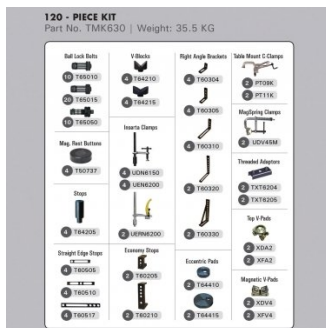 120 - PIECE KIT
Part No. TMK630 | Weight: 35.5 KG
Ball Lock Bolts
10 T65010
20 T65015
10 T65050
Mag. Rest Buttons
4 T50737
Stops
4 T64205
Straight Edge Stops
4 T60505
4 T60510
4 T60517
V-Blocks
4 T64210
4 T64215
Inserta Clamps
4 UDN6150
4 UEN6200
2 UERN6200
Economy Stops
2 T60205
2 T60210
Right Angle Brackets
4 T60304
4 T60305
4 T60310
2 T60320
2 T60330
Eccentric Pads
2 T64410
2 T64415
Table Mount C-Clamps
2 PT09K
2 PT11K
MagSpring Clamps
2 UDV45M
Threaded Adaptors
2 TXT6204
2 TXT6205
Top V-Pads
2 XDA2
2 XFA2
Magnetic V-Pads
2 XDV4
2 XFV4